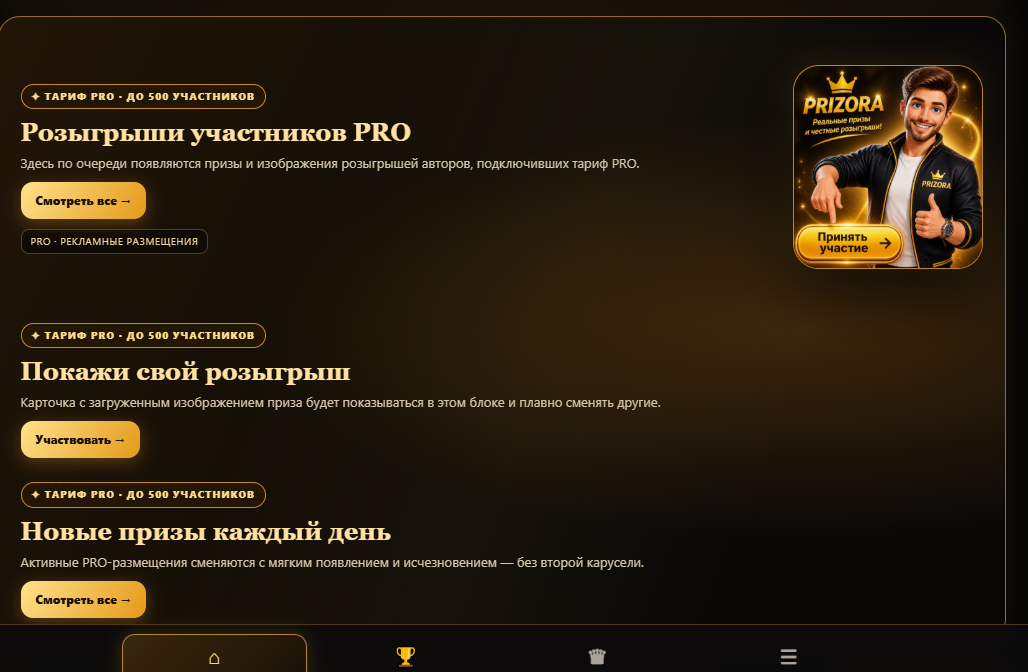 ✦ ТАРИФ PRO · ДО 500 УЧАСТНИКОВ
Розыгрыши участников PRO
Здесь по очереди появляются призы и изображения розыгрышей авторов, подключивших тариф PRO.
Смотреть все →
PRO · РЕКЛАМНЫЕ РАЗМЕЩЕНИЯ
PRIZORA
Реальные призы
и честные розыгрыши!
PRIZORA
Принять
участие →
✦ ТАРИФ PRO · ДО 500 УЧАСТНИКОВ
Покажи свой розыгрыш
Карточка с загруженным изображением приза будет показываться в этом блоке и плавно сменять другие.
Участвовать →
✦ ТАРИФ PRO · ДО 500 УЧАСТНИКОВ
Новые призы каждый день
Активные PRO-размещения сменяются с мягким появлением и исчезновением — без второй карусели.
Смотреть все →